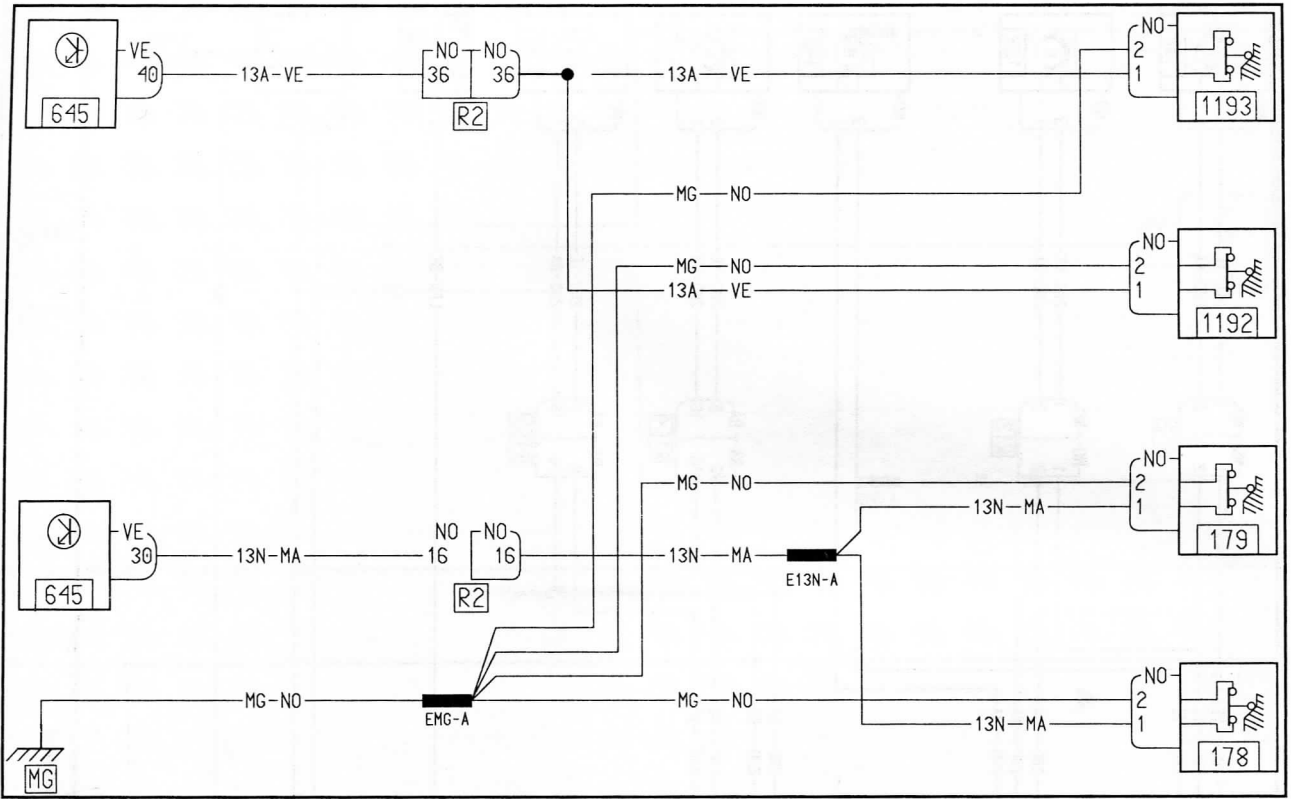 VE
40
645
13A-VE
NO NO
36 36
R2
13A VE
NO
2
1
1193
MG NO
NO
2
1
1192
MG NO
13A VE
NO
2
1
179
MG NO
13N-MA
VE
30
645
13N-MA
NO NO
16 16
R2
13N MA
E13N-A
MG-NO
EMG-A
MG NO
13N-MA
NO
2
1
178
MG